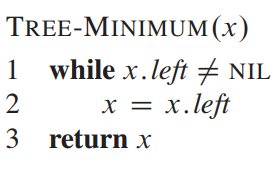 TREE-MINIMUM(x)
1 while x.left ≠ NIL
2 x = x.left
3 return x